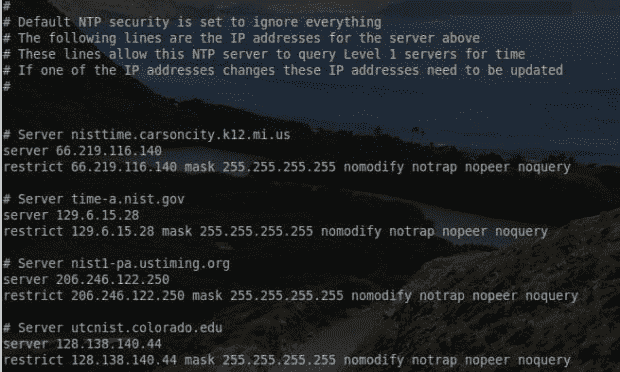 #
# Default NTP security is set to ignore everything
# The following lines are the IP addresses for the server above
# These lines allow this NTP server to query Level 1 servers for time
# If one of the IP addresses changes these IP addresses need to be updated
#
# Server nisttime.carsoncity.k12.mi.us
server 66.219.116.140
restrict 66.219.116.140 mask 255.255.255.255 nomodify notrap nopeer noquery
# Server time-a.nist.gov
server 129.6.15.28
restrict 129.6.15.28 mask 255.255.255.255 nomodify notrap nopeer noquery
# Server nist1-pa.ustiming.org
server 206.246.122.250
restrict 206.246.122.250 mask 255.255.255.255 nomodify notrap nopeer noquery
# Server utcnist.colorado.edu
server 128.138.140.44
restrict 128.138.140.44 mask 255.255.255.255 nomodify notrap nopeer noquery